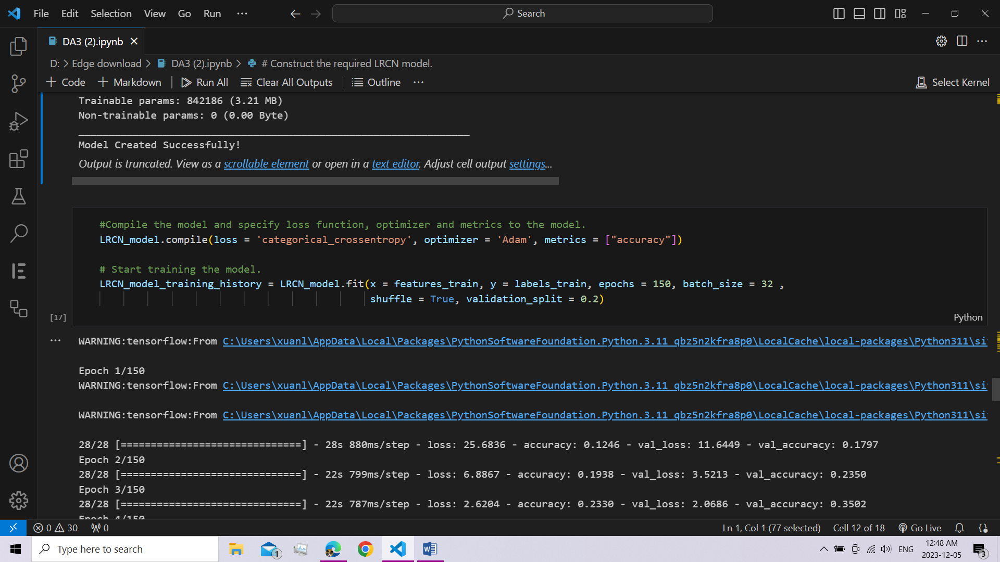 File Edit Selection View Go Run ··· Search
DA3 (2).ipynb
D: > Edge download > DA3 (2).ipynb > # Construct the required LRCN model.
+ Code + Markdown | Run All Clear All Outputs | Outline ··· Select Kernel
Trainable params: 842186 (3.21 MB)
Non-trainable params: 0 (0.00 Byte)
_________________________________________________________________
Model Created Successfully!
Output is truncated. View as a scrollable element or open in a text editor. Adjust cell output settings...
#Compile the model and specify loss function, optimizer and metrics to the model.
LRCN_model.compile(loss = 'categorical_crossentropy', optimizer = 'Adam', metrics = ["accuracy"])
# Start training the model.
LRCN_model_training_history = LRCN_model.fit(x = features_train, y = labels_train, epochs = 150, batch_size = 32 ,
shuffle = True, validation_split = 0.2)
[17]
Python
WARNING:tensorflow:From C:\Users\xuanl\AppData\Local\Packages\PythonSoftwareFoundation.Python.3.11_qbz5n2kfra8p0\LocalCache\local-packages\Python311\si
Epoch 1/150
WARNING:tensorflow:From C:\Users\xuanl\AppData\Local\Packages\PythonSoftwareFoundation.Python.3.11_qbz5n2kfra8p0\LocalCache\local-packages\Python311\si
WARNING:tensorflow:From C:\Users\xuanl\AppData\Local\Packages\PythonSoftwareFoundation.Python.3.11_qbz5n2kfra8p0\LocalCache\local-packages\Python311\si
28/28 [==============================] - 28s 880ms/step - loss: 25.6836 - accuracy: 0.1246 - val_loss: 11.6449 - val_accuracy: 0.1797
Epoch 2/150
28/28 [==============================] - 22s 799ms/step - loss: 6.8867 - accuracy: 0.1938 - val_loss: 3.5213 - val_accuracy: 0.2350
Epoch 3/150
28/28 [==============================] - 22s 787ms/step - loss: 2.6204 - accuracy: 0.2330 - val_loss: 2.0686 - val_accuracy: 0.3502
Epoch 4/150
0 30 0 Ln 1, Col 1 (77 selected) Cell 12 of 18 Go Live
Type here to search 1 ENG 12:48 AM
2023-12-05 3